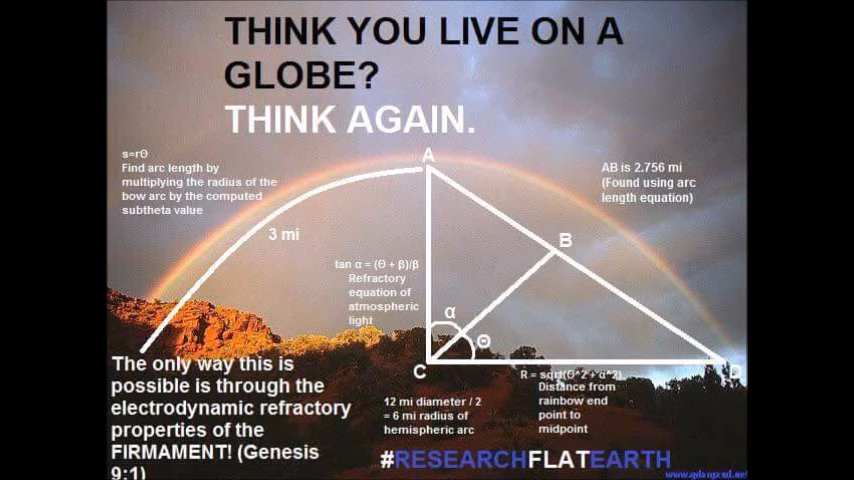 THINK YOU LIVE ON A
GLOBE?
THINK AGAIN.
s=rΘ
Find arc length by
multiplying the radius of the
bow arc by the computed
subtheta value
3 mi
A
AB is 2.756 mi
(Found using arc
length equation)
B
tan α = (Θ + β)/β
Refractory
equation of
atmospheric
light
α
Θ
C
D
R = sqrt(Θ^2 + α^2)
Distance from
rainbow end
point to
midpoint
12 mi diameter / 2
= 6 mi radius of
hemispheric arc
The only way this is
possible is through the
electrodynamic refractory
properties of the
FIRMAMENT! (Genesis
9:1)
#RESEARCHFLATEARTH